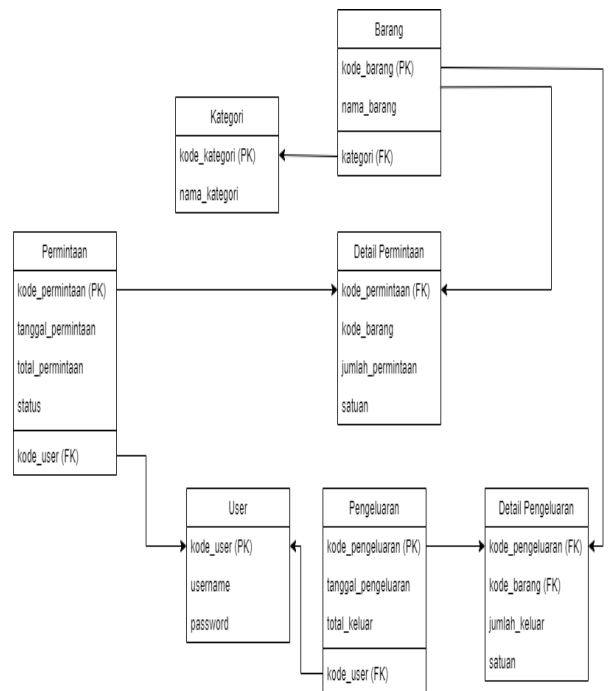 Barang
kode_barang (PK)
nama_barang
kategori (FK)
Kategori
kode_kategori (PK)
nama_kategori
Permintaan
kode_permintaan (PK)
tanggal_permintaan
total_permintaan
status
kode_user (FK)
Detail Permintaan
kode_permintaan (FK)
kode_barang
jumlah_permintaan
satuan
User
kode_user (PK)
username
password
Pengeluaran
kode_pengeluaran (PK)
tanggal_pengeluaran
total_keluar
kode_user (FK)
Detail Pengeluaran
kode_pengeluaran (FK)
kode_barang (FK)
jumlah_keluar
satuan